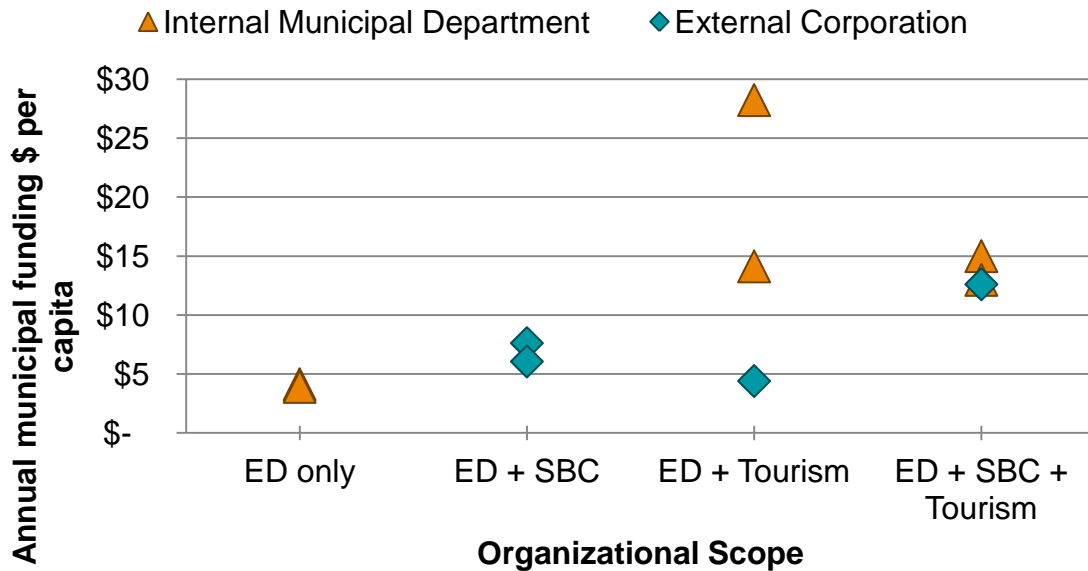 Internal Municipal Department
External Corporation
Annual municipal funding $ per
capita
$30
$25
$20
$15
$10
$5
$-
ED only
ED + SBC
ED + Tourism
ED + SBC +
Tourism
Organizational Scope